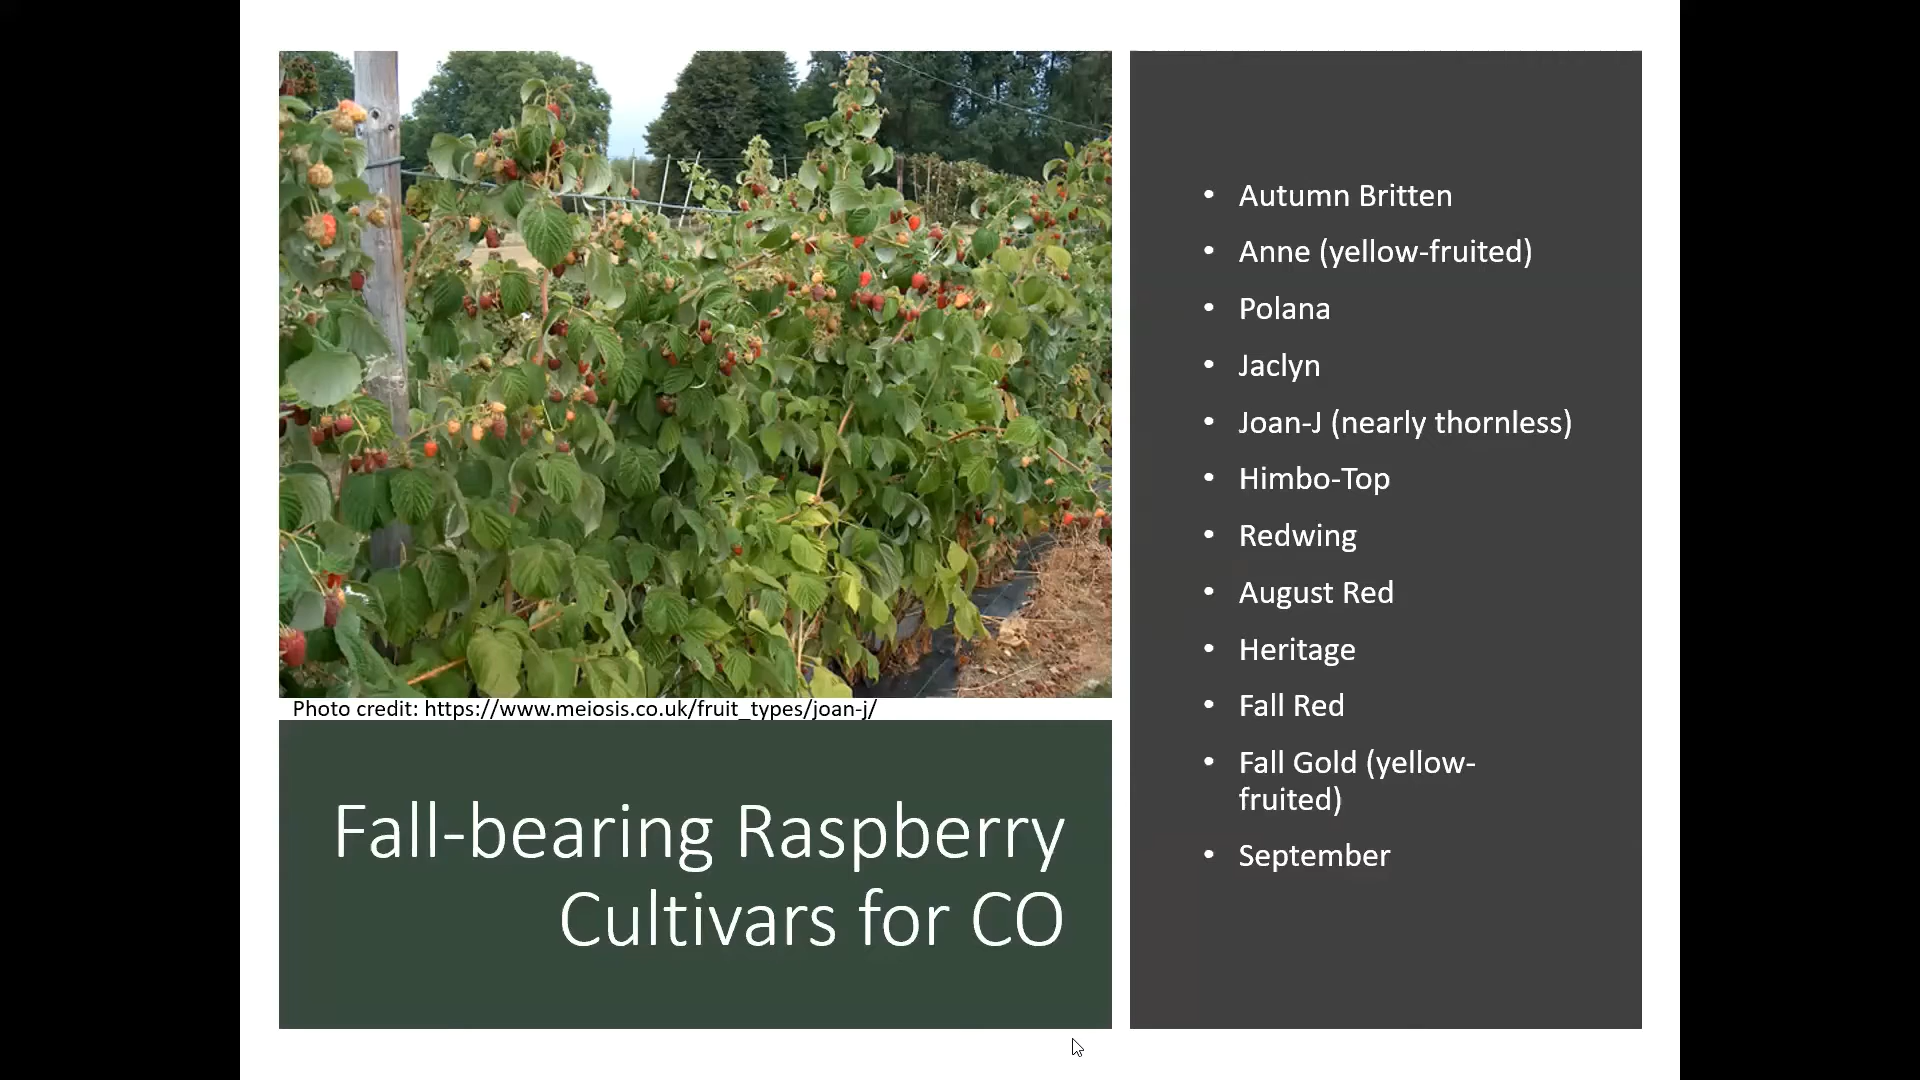 Photo credit: https://www.meiosis.co.uk/fruit_types/joan-j/
Fall-bearing Raspberry
Cultivars for CO
• Autumn Britten
• Anne (yellow-fruited)
• Polana
• Jaclyn
• Joan-J (nearly thornless)
• Himbo-Top
• Redwing
• August Red
• Heritage
• Fall Red
• Fall Gold (yellow-
fruited)
• September